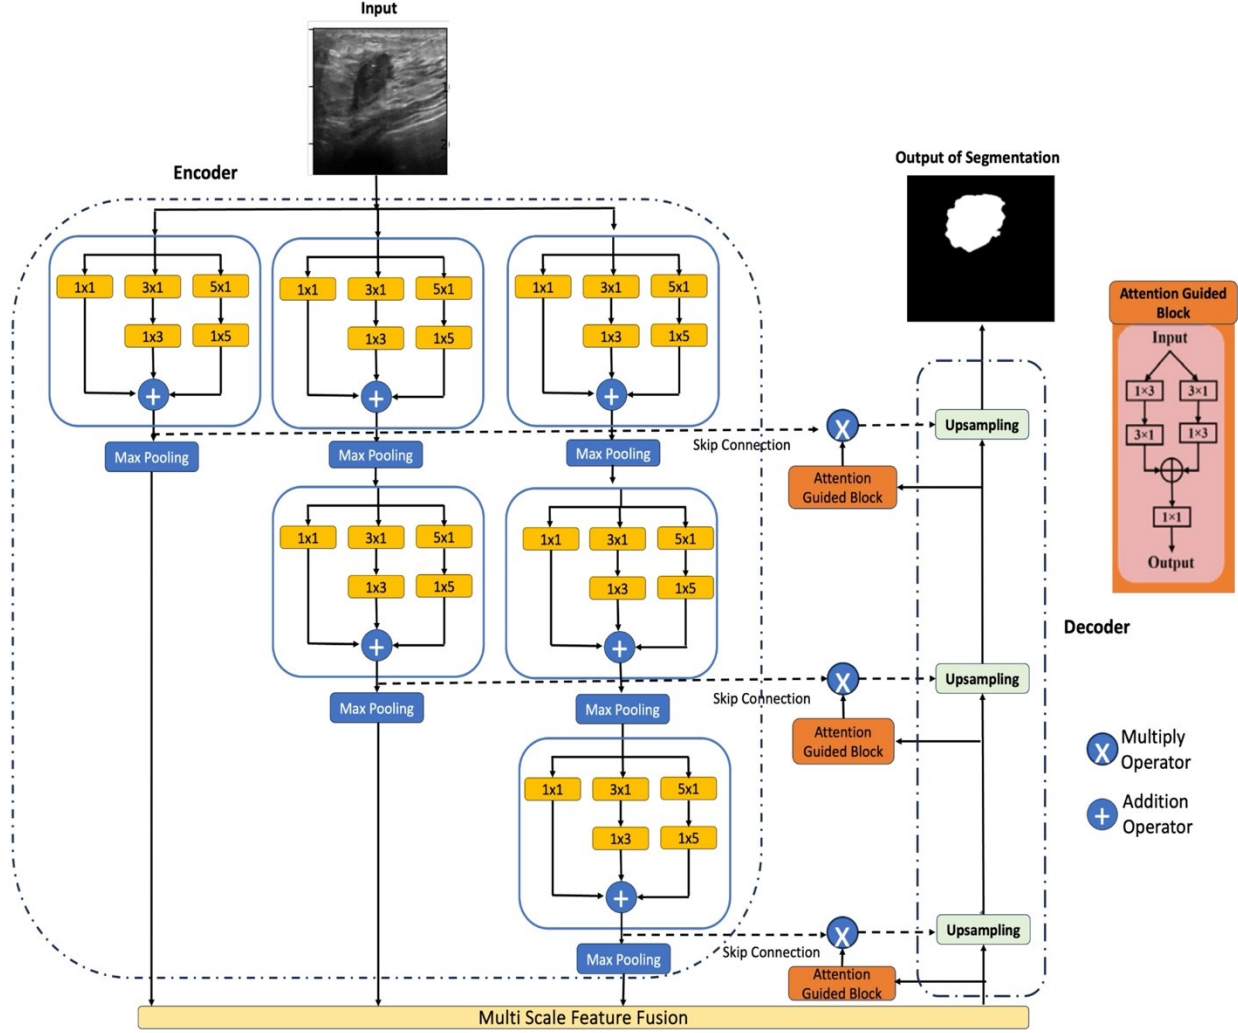 Input
Encoder
Output of Segmentation
1x1 3x1 5x1
1x3 1x5
+
1x1 3x1 5x1
1x3 1x5
+
1x1 3x1 5x1
1x3 1x5
+
Max Pooling
Max Pooling
Max Pooling
Skip Connection
X
Upsampling
Attention
Guided Block
Attention Guided
Block
Input
1×3 3×1
3×1 1×3
1×1
Output
1x1 3x1 5x1
1x3 1x5
+
1x1 3x1 5x1
1x3 1x5
+
Max Pooling
Max Pooling
Skip Connection
X
Upsampling
Attention
Guided Block
Decoder
X
Multiply
Operator
+
Addition
Operator
1x1 3x1 5x1
1x3 1x5
+
Max Pooling
Skip Connection
X
Upsampling
Attention
Guided Block
Multi Scale Feature Fusion